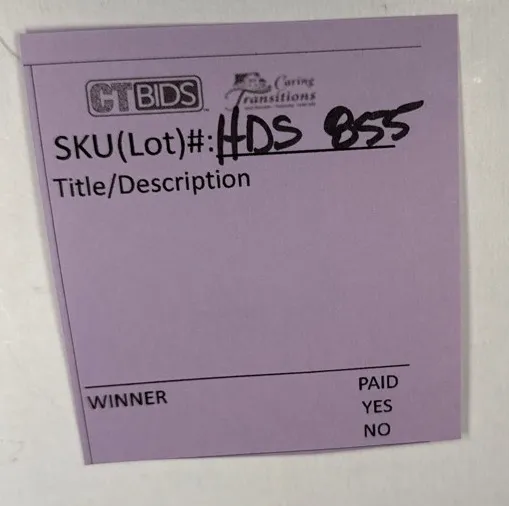 CTBIDS
Caring
Transitions
SKU(Lot)#: HDS 855
Title/Description
WINNER
PAID
YES
NO